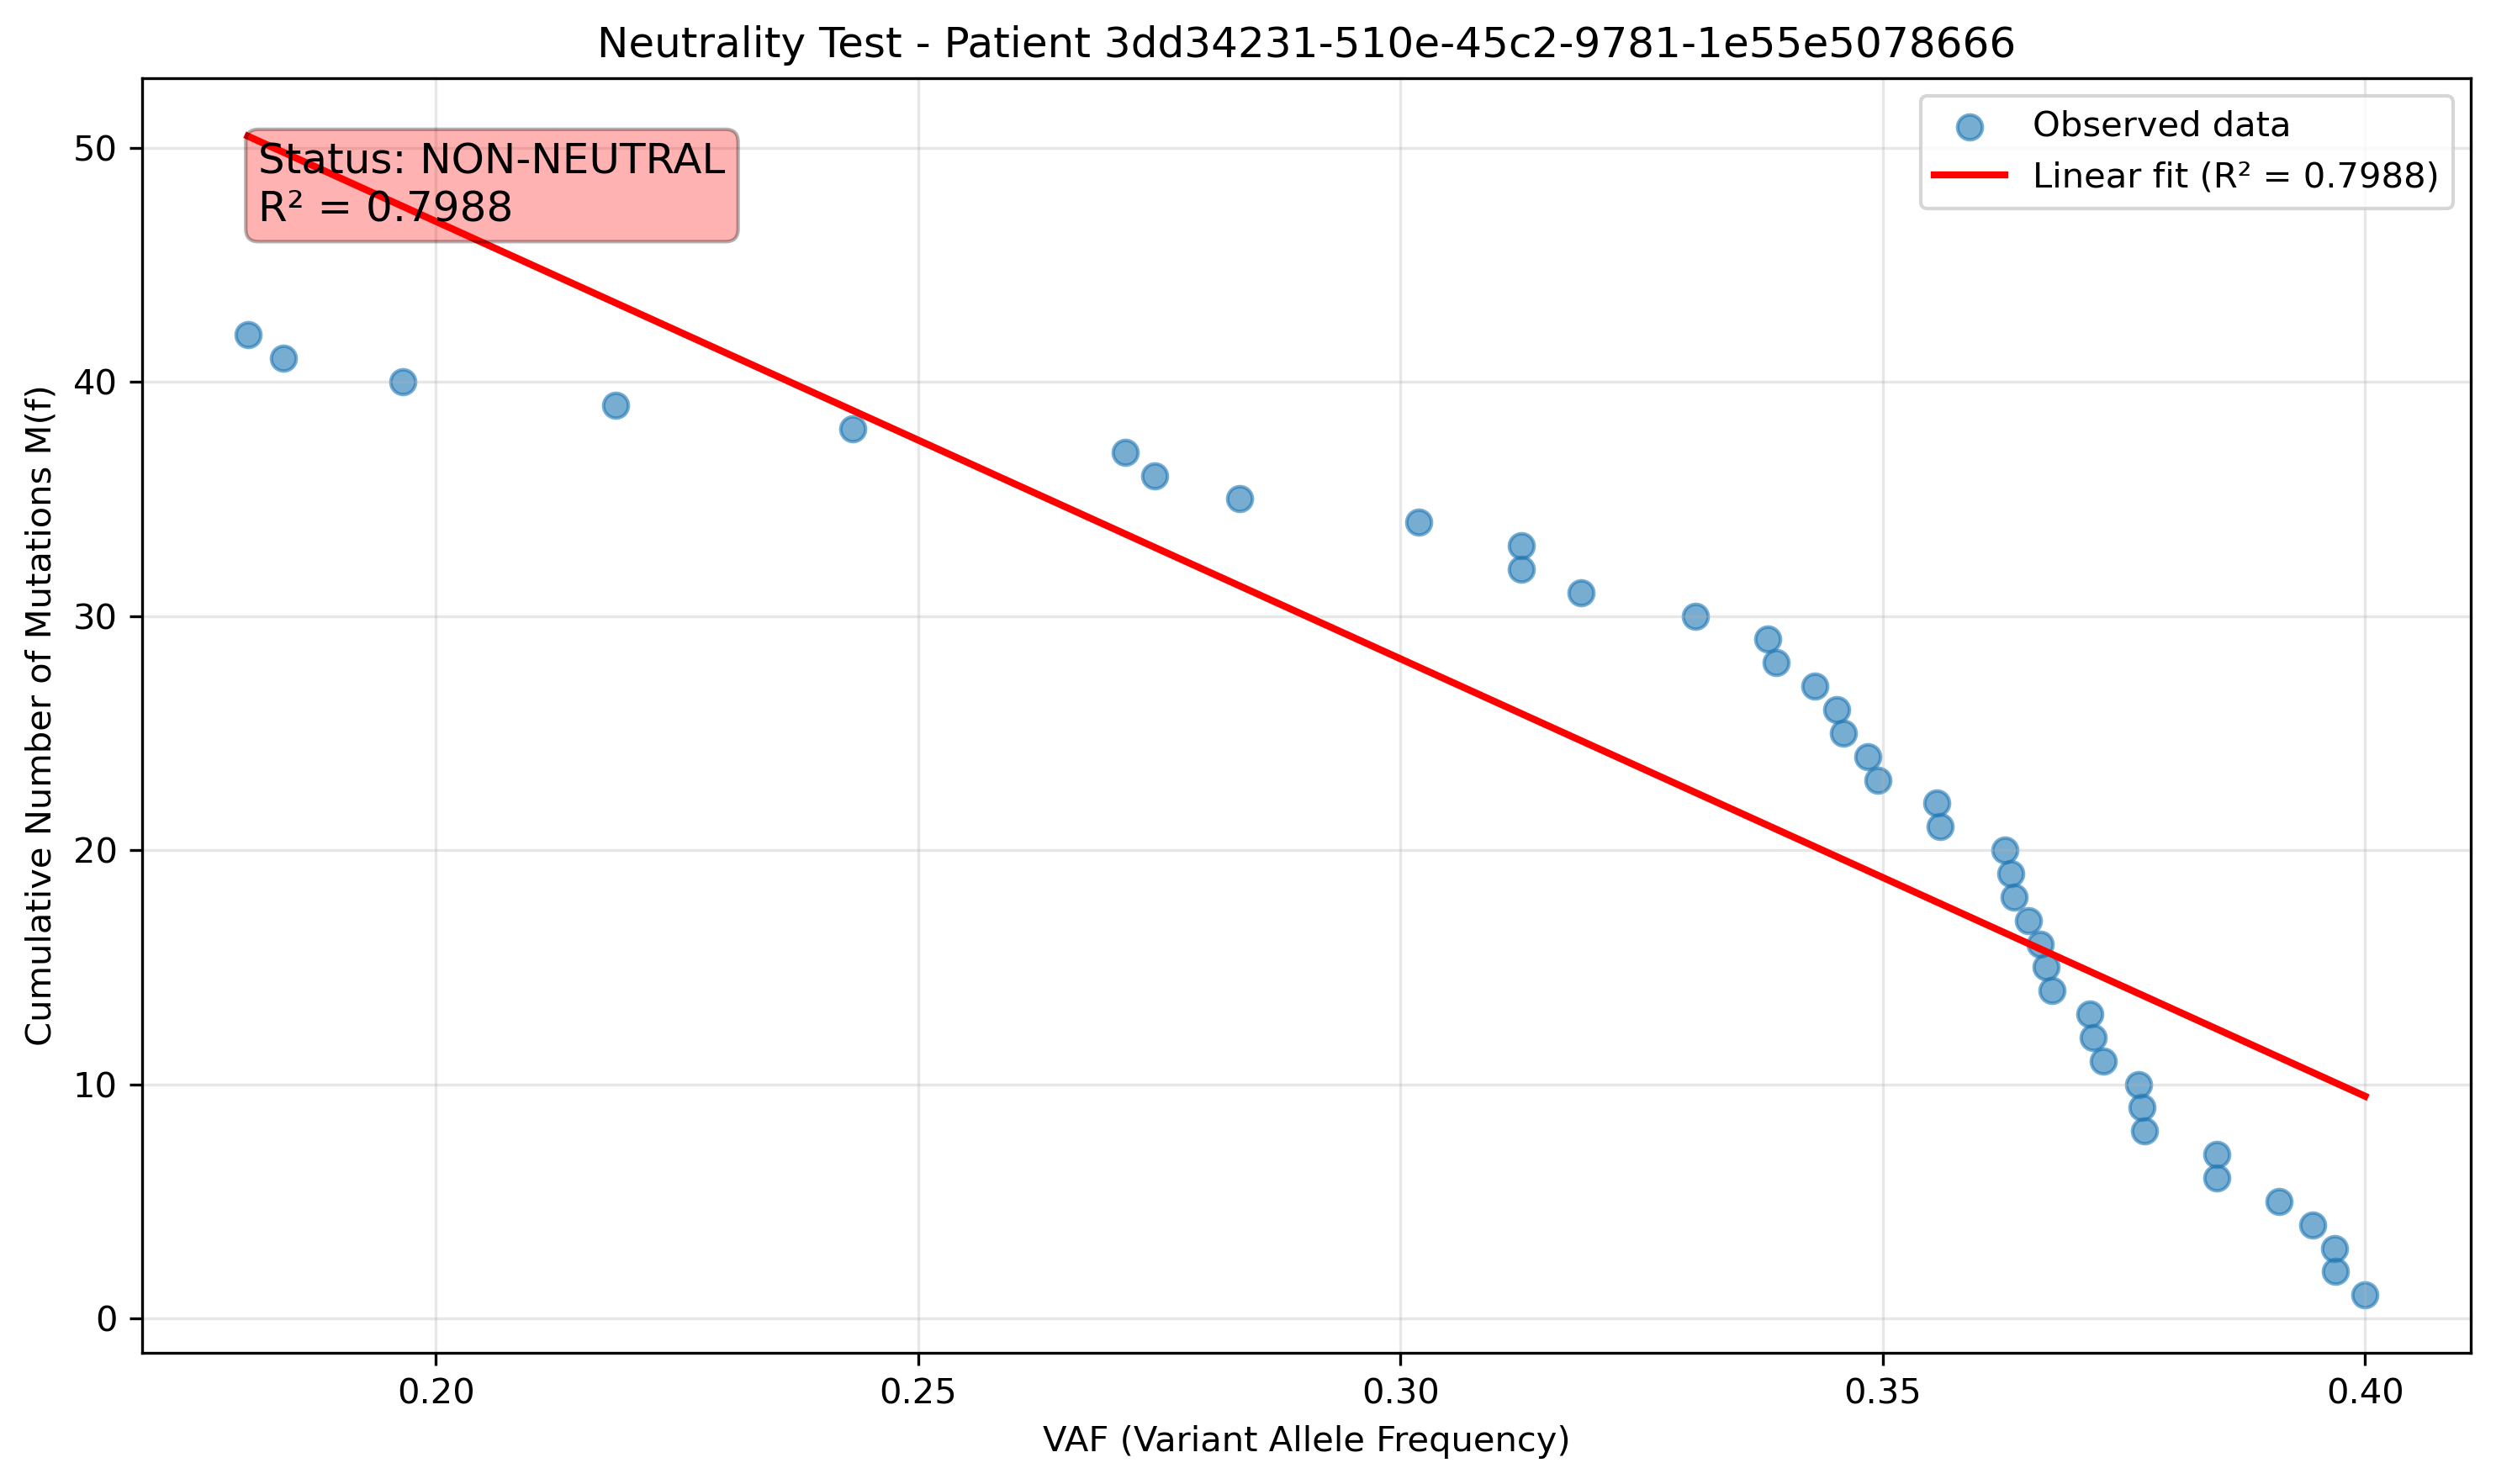 Neutrality Test - Patient 3dd34231-510e-45c2-9781-1e55e5078666
Status: NON-NEUTRAL
R² = 0.7988
Observed data
Linear fit (R² = 0.7988)
Cumulative Number of Mutations M(f)
50
40
30
20
10
0
0.20
0.25
0.30
0.35
0.40
VAF (Variant Allele Frequency)